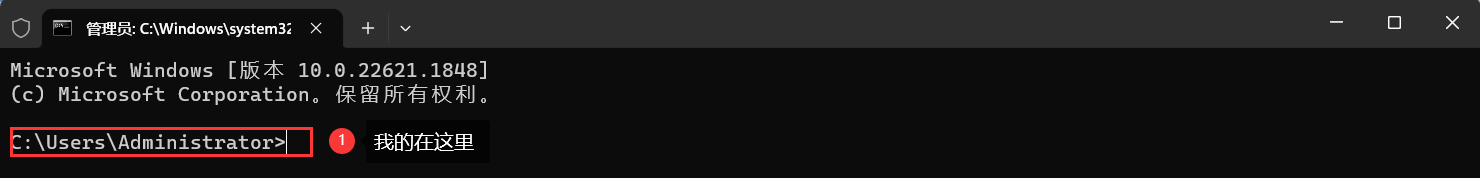 管理员: C:\Windows\system32
Microsoft Windows [版本 10.0.22621.1848]
(c) Microsoft Corporation。保留所有权利。
C:\Users\Administrator>
1 我的在这里